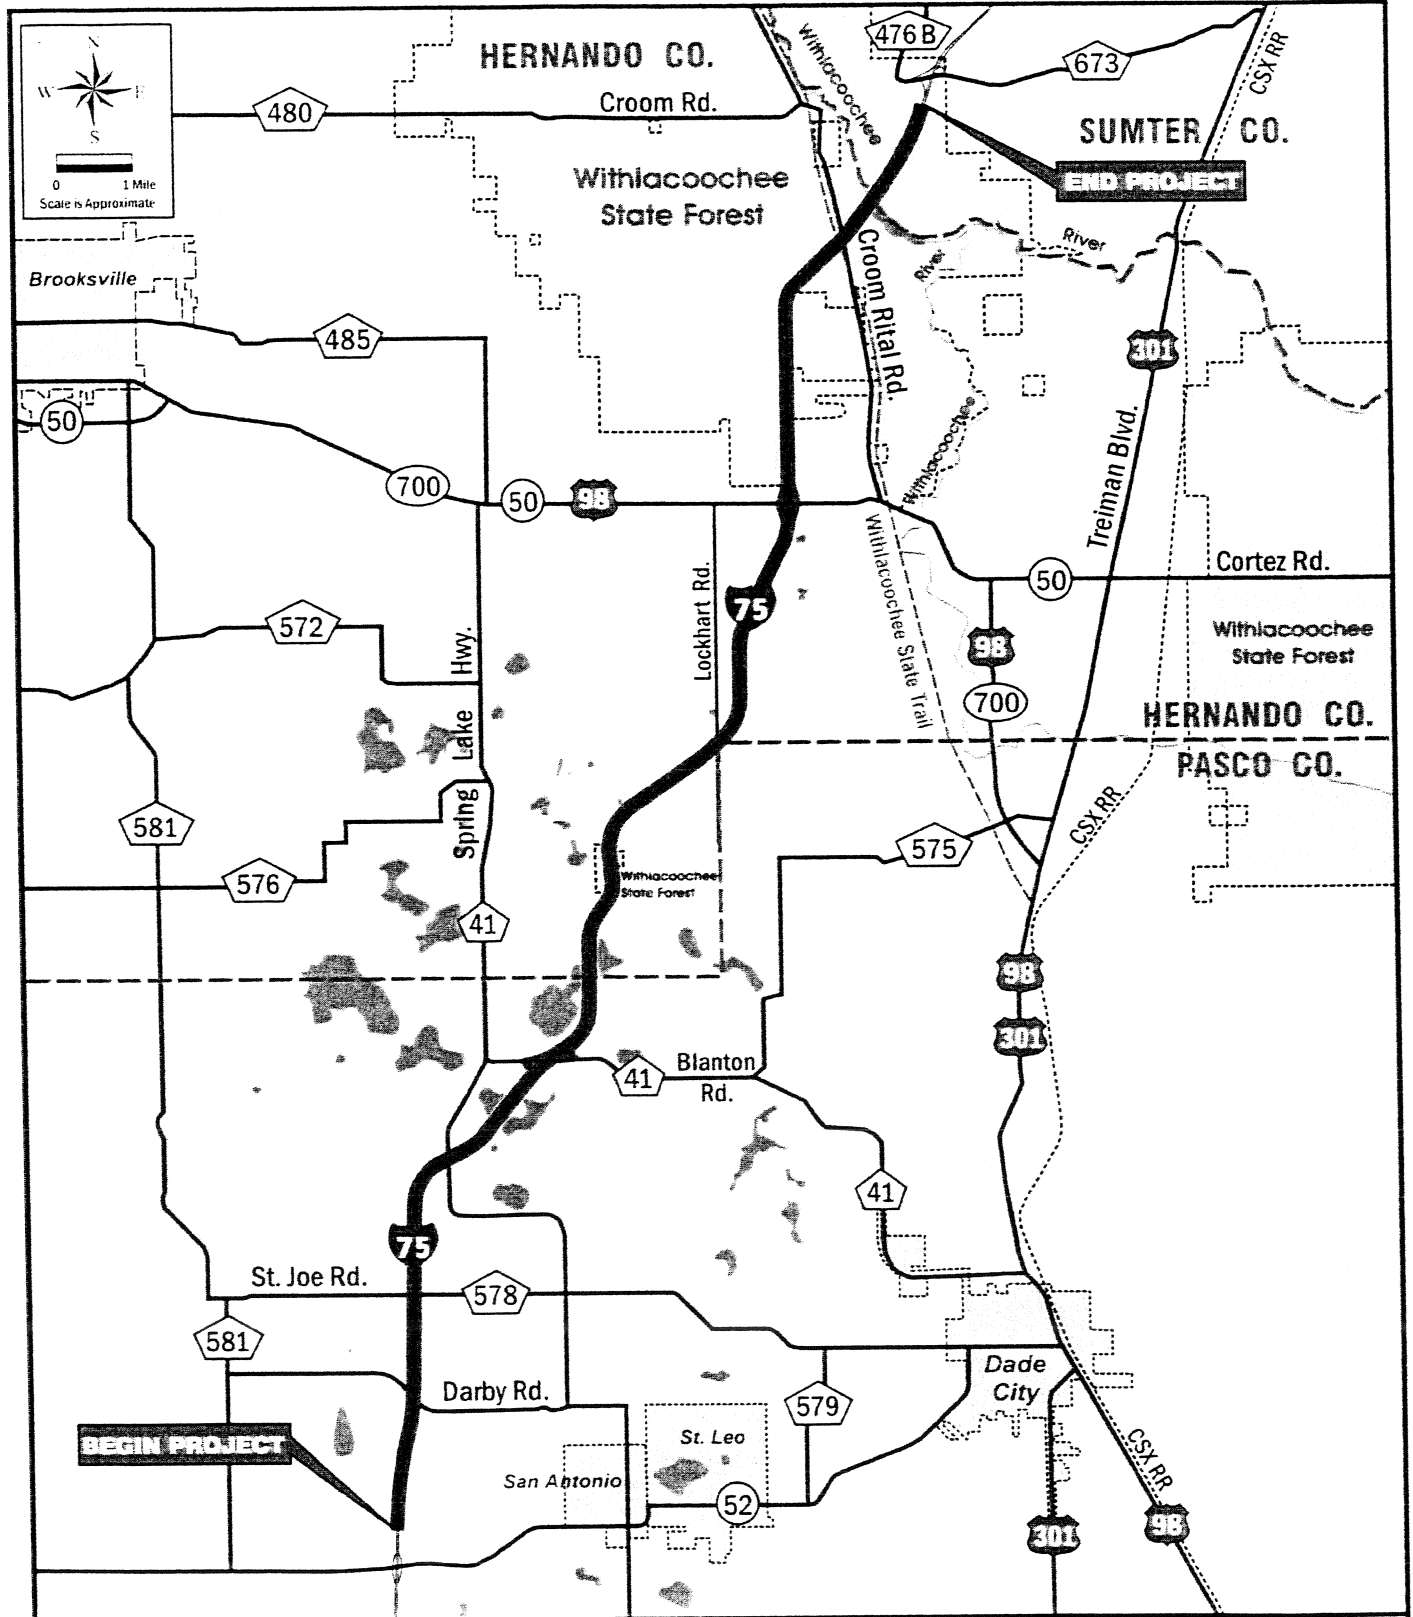 N
W E
S
0 1 Mile
Scale is Approximate
HERNANDO CO.
476B
673
CSX RR
480
Croom Rd.
Withlacoochee
SUMTER CO.
END PROJECT
Withlacoochee
State Forest
River
River
Croom Rital Rd.
Brooksville
485
301
50
700
50
98
Withlacoochee
Treiman Blvd.
Cortez Rd.
50
Lockhart Rd.
75
Withlacoochee State Trail
572
98
700
Withlacoochee
State Forest
HERNANDO CO.
PASCO CO.
Spring Lake Hwy.
581
575
CSX RR
576
Withlacoochee
State Forest
41
98
301
41
Blanton
Rd.
41
75
St. Joe Rd.
578
581
Dade
City
Darby Rd.
579
BEGIN PROJECT
St. Leo
San Antonio
52
CSX RR
301
98